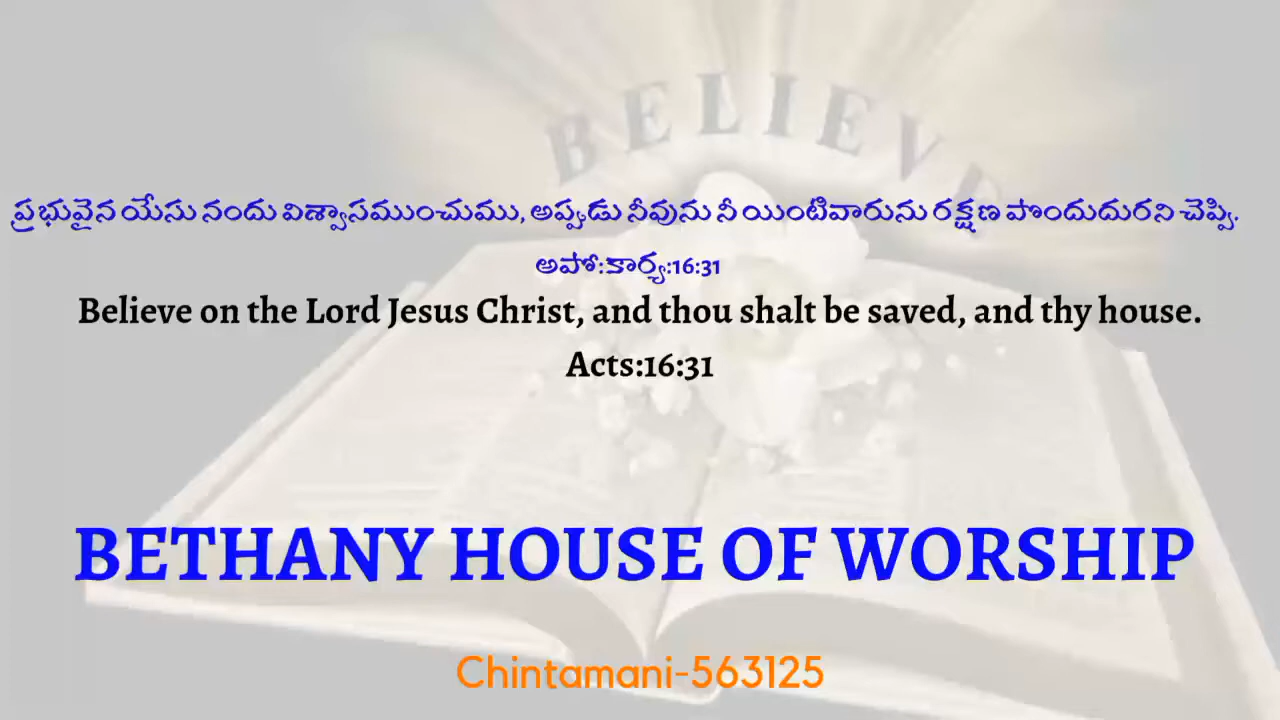 BELIEVE
ప్రభువైన యేసు నందు విశ్వాసముంచుము, అప్పుడు నీవును నీ యింటివారును రక్షణ పొందుదురని చెప్పి.
అపో:కార్య:16:31
Believe on the Lord Jesus Christ, and thou shalt be saved, and thy house.
Acts:16:31
BETHANY HOUSE OF WORSHIP
Chintamani-563125